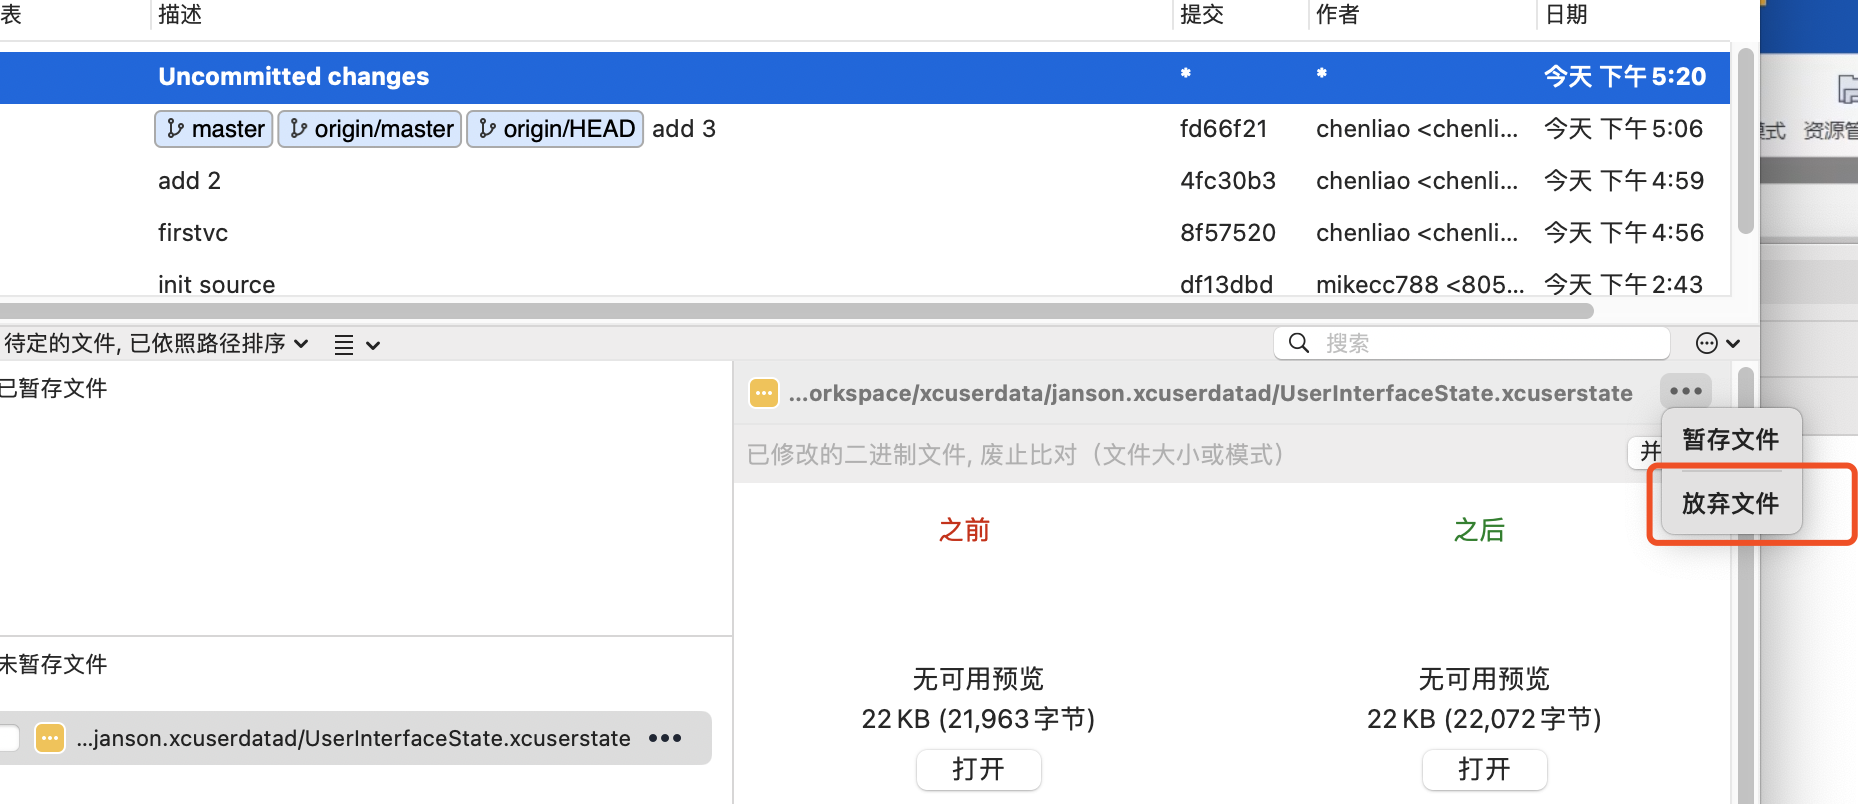 表 描述 提交 作者 日期
Uncommitted changes * * 今天 下午5:20
master origin/master origin/HEAD add 3 fd66f21 chenliao <chenli... 今天 下午5:06
add 2 4fc30b3 chenliao <chenli... 今天 下午4:59
firstvc 8f57520 chenliao <chenli... 今天 下午4:56
init source df13dbd mikecc788 <805... 今天 下午2:43
模式 资源管
待定的文件, 已依照路径排序 搜索
已暂存文件
...orkspace/xcuserdata/janson.xcuserdatad/UserInterfaceState.xcuserstate
已修改的二进制文件, 废止比对（文件大小或模式） 并
暂存文件
放弃文件
之前 之后
无可用预览 无可用预览
22 KB (21,963 字节) 22 KB (22,072 字节)
打开 打开
未暂存文件
...janson.xcuserdatad/UserInterfaceState.xcuserstate